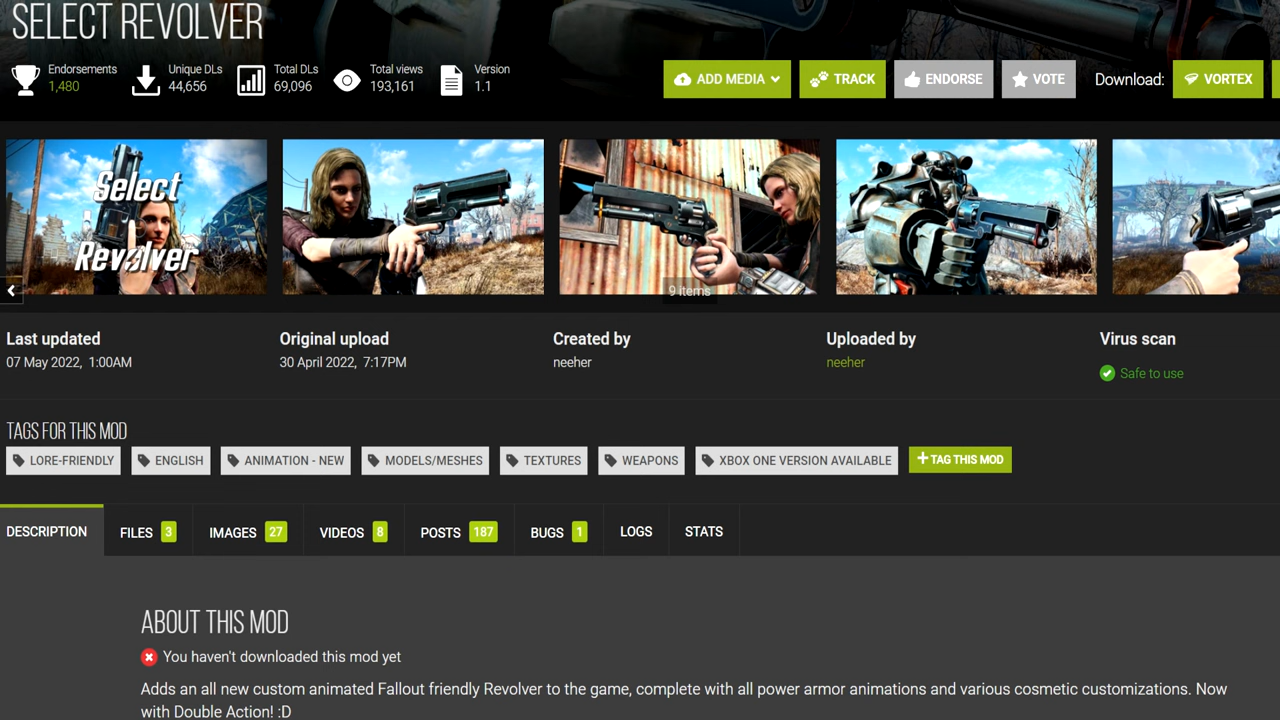 SELECT REVOLVER
Endorsements
1,480
Unique DLs
44,656
Total DLs
69,096
Total views
193,161
Version
1.1
ADD MEDIA
TRACK
ENDORSE
VOTE
Download:
VORTEX
Select
Revolver
9 items
Last updated
07 May 2022, 1:00AM
Original upload
30 April 2022, 7:17PM
Created by
neeher
Uploaded by
neeher
Virus scan
Safe to use
TAGS FOR THIS MOD
LORE-FRIENDLY
ENGLISH
ANIMATION - NEW
MODELS/MESHES
TEXTURES
WEAPONS
XBOX ONE VERSION AVAILABLE
+ TAG THIS MOD
DESCRIPTION
FILES 3
IMAGES 27
VIDEOS 8
POSTS 187
BUGS 1
LOGS
STATS
ABOUT THIS MOD
You haven't downloaded this mod yet
Adds an all new custom animated Fallout friendly Revolver to the game, complete with all power armor animations and various cosmetic customizations. Now
with Double Action! :D